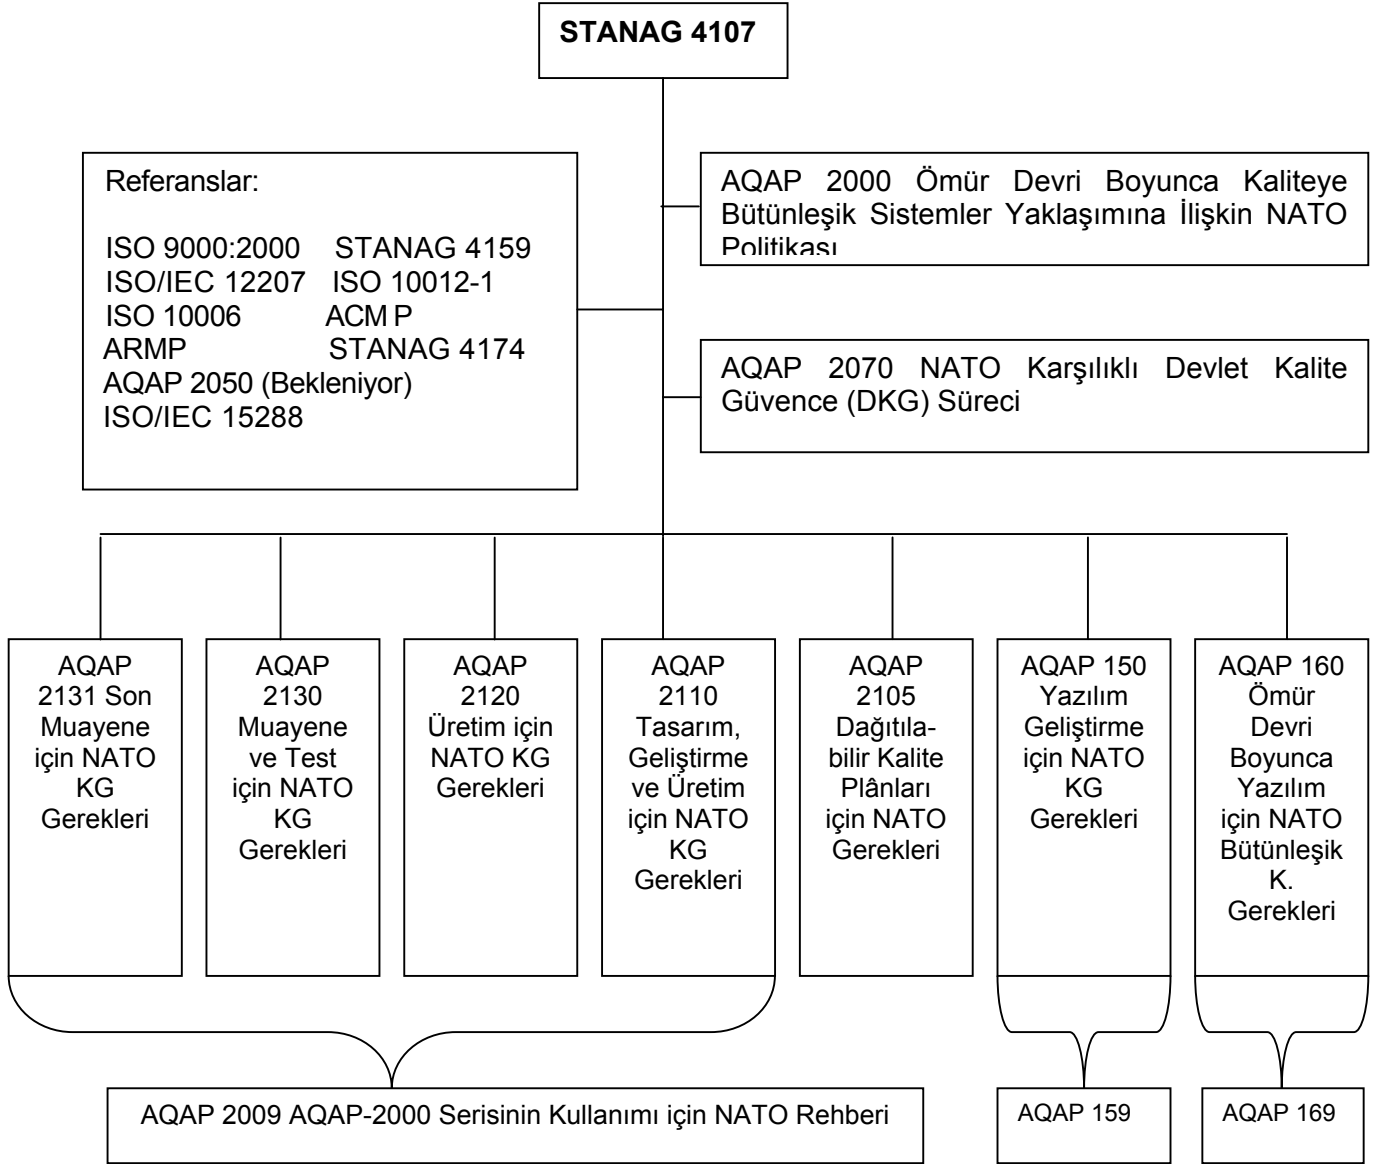 STANAG 4107
Referanslar:
ISO 9000:2000 STANAG 4159
ISO/IEC 12207 ISO 10012-1
ISO 10006 ACM P
ARMP STANAG 4174
AQAP 2050 (Bekleniyor)
ISO/IEC 15288
AQAP 2000 Ömür Devri Boyunca Kaliteye
Bütünleşik Sistemler Yaklaşımına İlişkin NATO
Politikası
AQAP 2070 NATO Karşılıklı Devlet Kalite
Güvence (DKG) Süreci
AQAP
2131 Son
Muayene
için NATO
KG
Gerekleri
AQAP
2130
Muayene
ve Test
için NATO
KG
Gerekleri
AQAP
2120
Üretim için
NATO KG
Gerekleri
AQAP
2110
Tasarım,
Geliştirme
ve Üretim
için NATO
KG
Gerekleri
AQAP
2105
Dağıtıla-
bilir Kalite
Plânları
için NATO
Gerekleri
AQAP 150
Yazılım
Geliştirme
için NATO
KG
Gerekleri
AQAP 160
Ömür
Devri
Boyunca
Yazılım
için NATO
Bütünleşik
K.
Gerekleri
AQAP 2009 AQAP-2000 Serisinin Kullanımı için NATO Rehberi
AQAP 159
AQAP 169